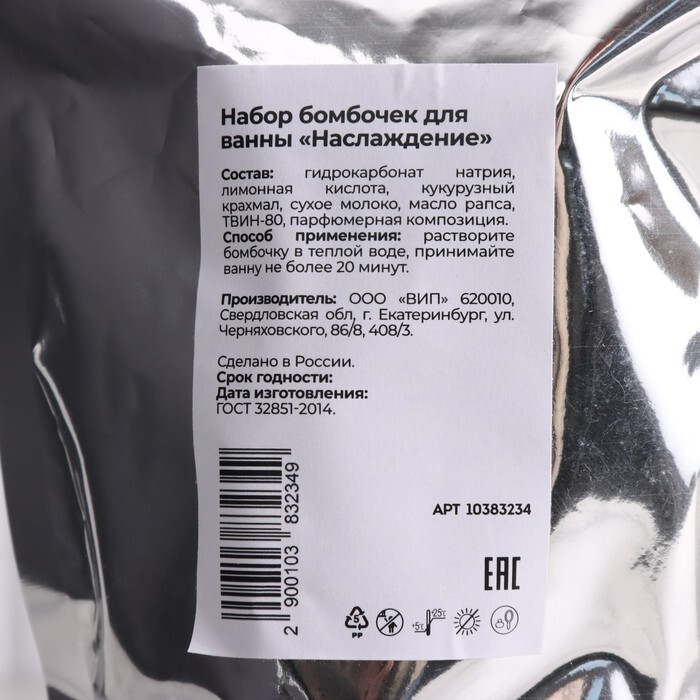 Набор бомбочек для
ванны «Наслаждение»
Состав: гидрокарбонат натрия,
лимонная кислота, кукурузный
крахмал, сухое молоко, масло рапса,
ТВИН-80, парфюмерная композиция.
Способ применения: растворите
бомбочку в теплой воде, принимайте
ванну не более 20 минут.
Производитель: ООО «ВИП» 620010,
Свердловская обл, г. Екатеринбург, ул.
Черняховского, 86/8, 408/3.
Сделано в России.
Срок годности:
Дата изготовления:
ГОСТ 32851-2014.
2 900103 832349
АРТ 10383234
EAC
5
PP
+5℃
+25℃